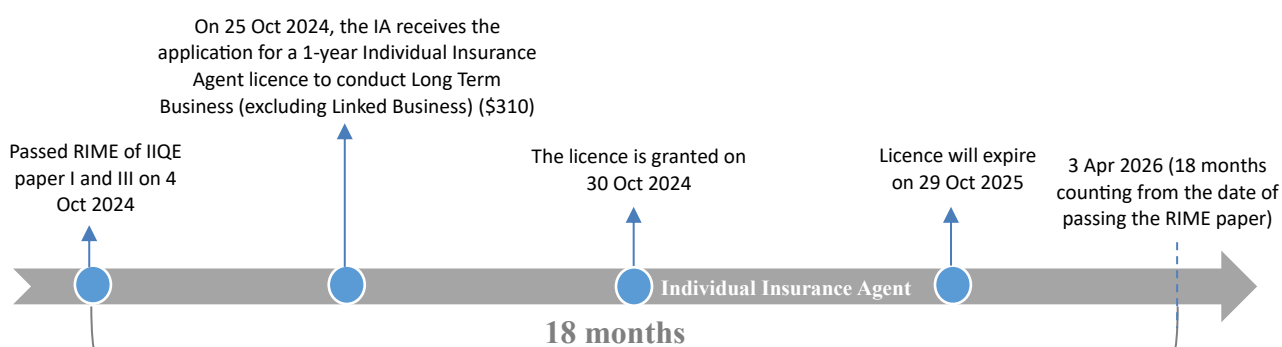 On 25 Oct 2024, the IA receives the
application for a 1-year Individual Insurance
Agent licence to conduct Long Term
Business (excluding Linked Business) ($310)
Passed RIME of IIQE
paper I and III on 4
Oct 2024
The licence is granted on
30 Oct 2024
Licence will expire
on 29 Oct 2025
3 Apr 2026 (18 months
counting from the date of
passing the RIME paper)
Individual Insurance Agent
18 months